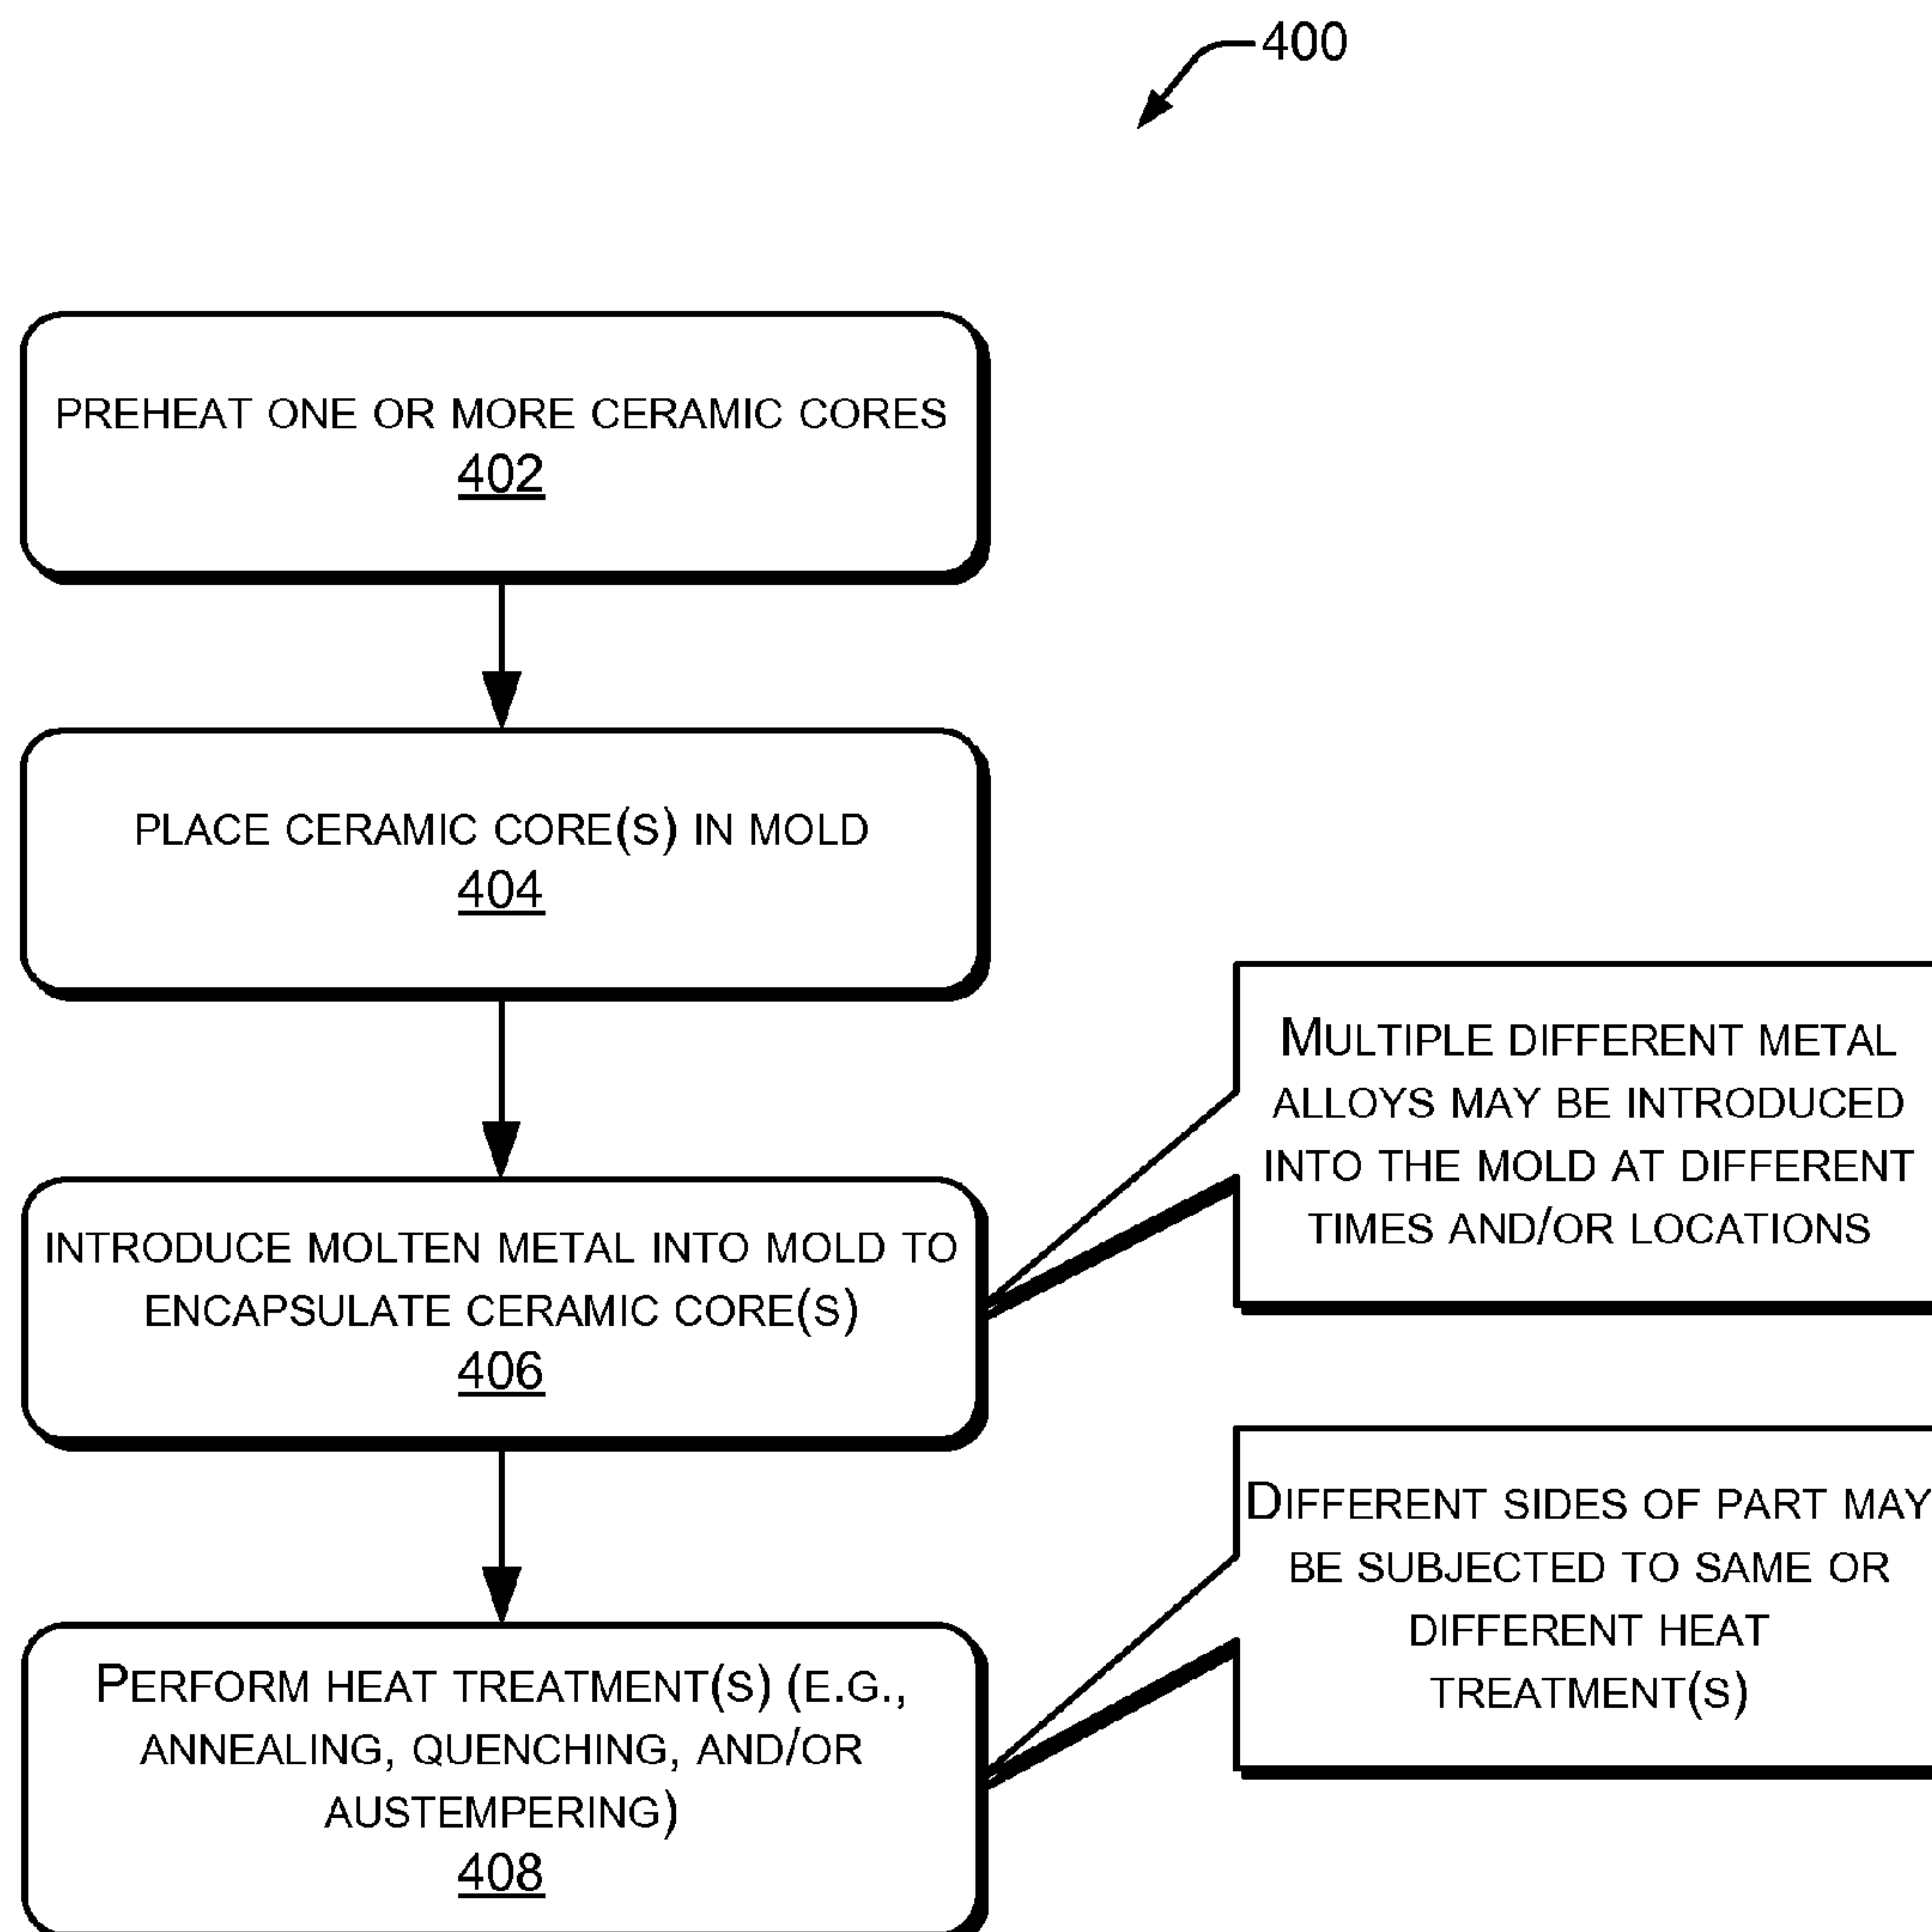 400
PREHEAT ONE OR MORE CERAMIC CORES
402
PLACE CERAMIC CORE(S) IN MOLD
404
INTRODUCE MOLTEN METAL INTO MOLD TO
ENCAPSULATE CERAMIC CORE(S)
406
MULTIPLE DIFFERENT METAL
ALLOYS MAY BE INTRODUCED
INTO THE MOLD AT DIFFERENT
TIMES AND/OR LOCATIONS
PERFORM HEAT TREATMENT(S) (E.G.,
ANNEALING, QUENCHING, AND/OR
AUSTEMPERING)
408
DIFFERENT SIDES OF PART MAY
BE SUBJECTED TO SAME OR
DIFFERENT HEAT
TREATMENT(S)